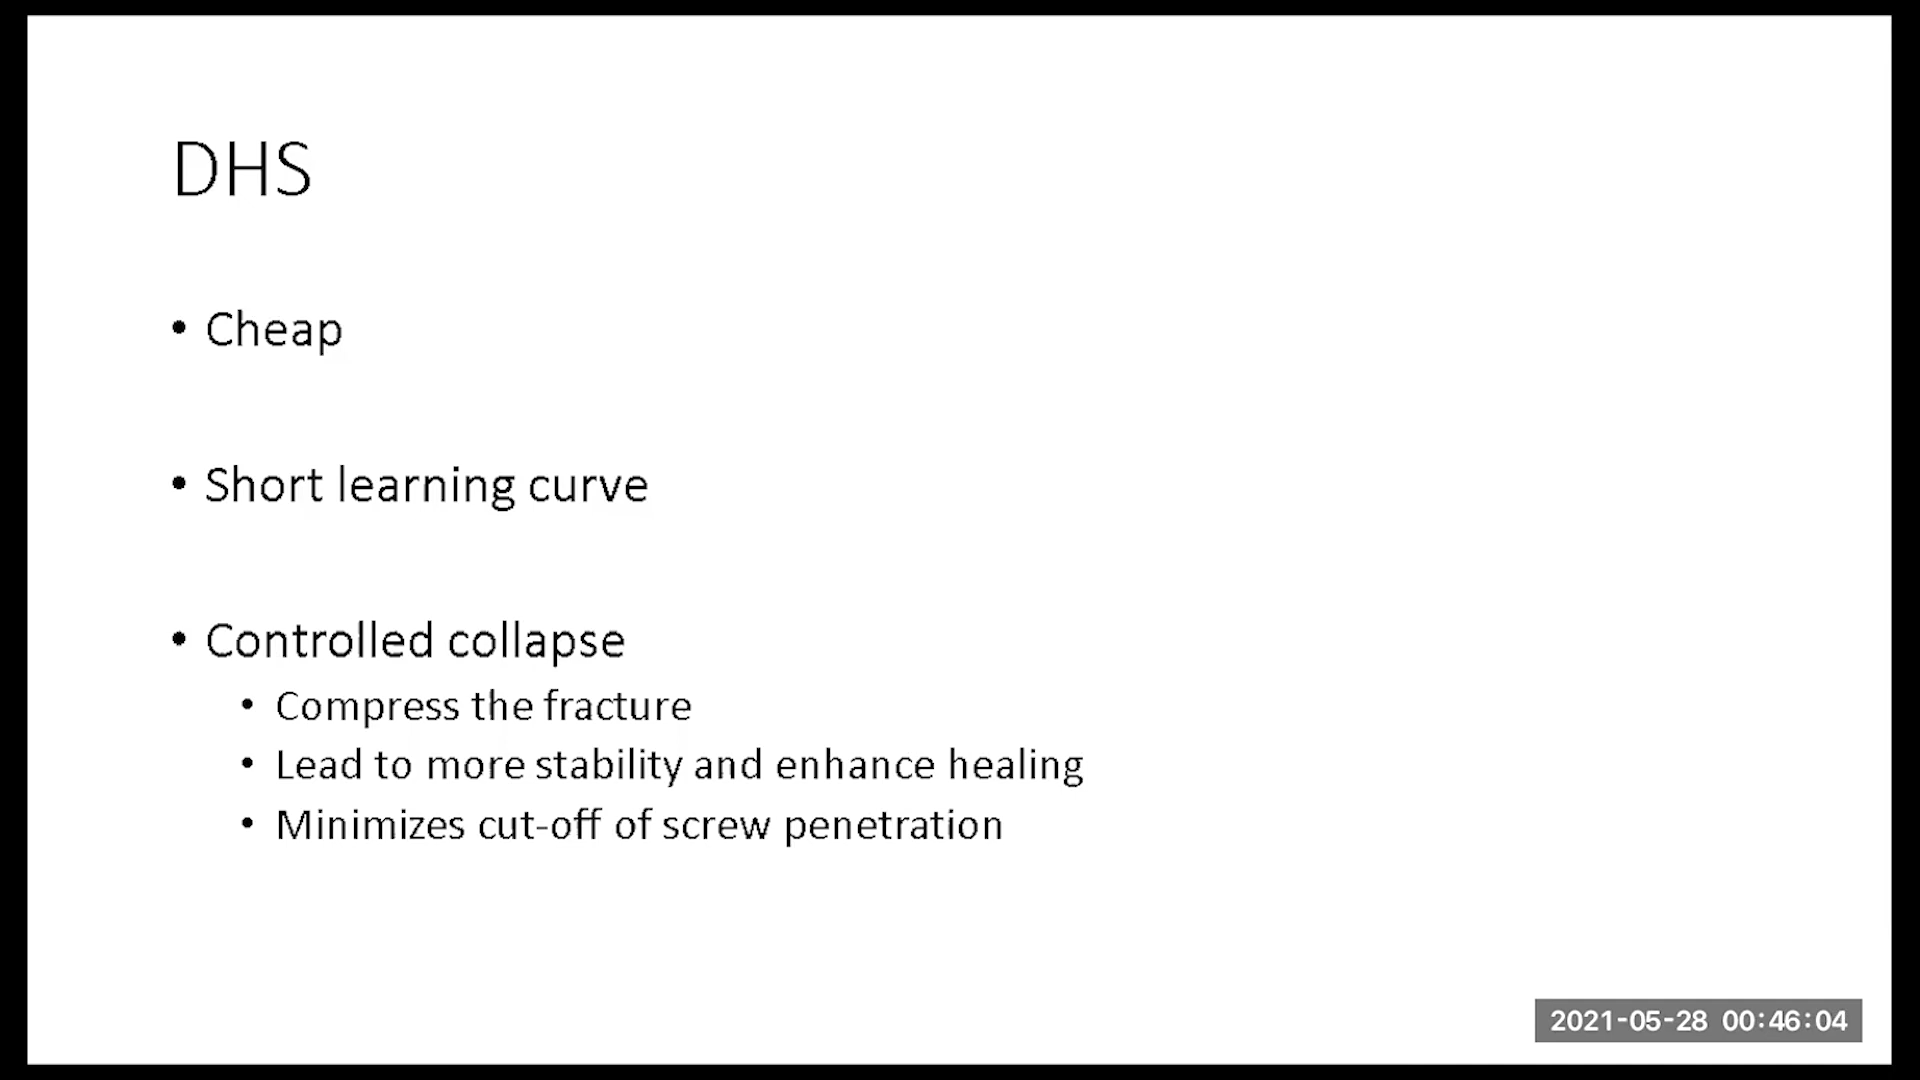 DHS
• Cheap
• Short learning curve
• Controlled collapse
• Compress the fracture
• Lead to more stability and enhance healing
• Minimizes cut-off of screw penetration
2021-05-28 00:46:04